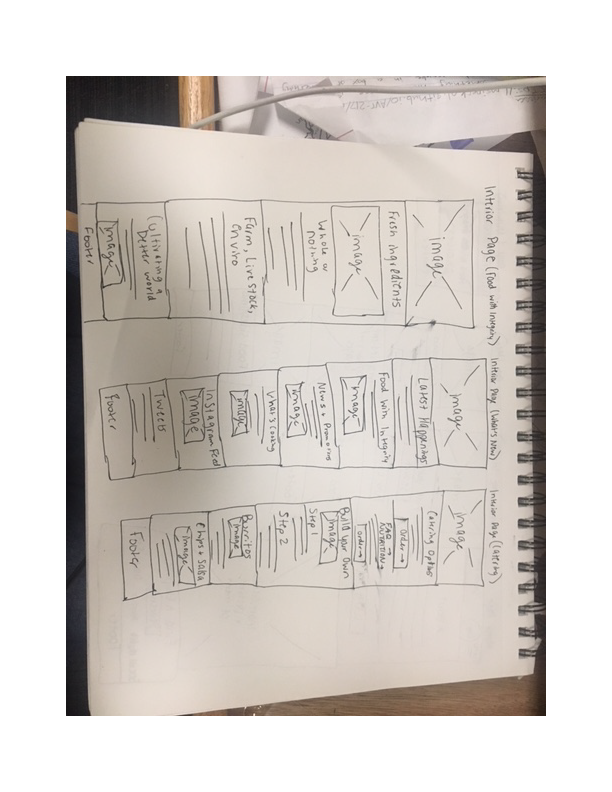 Interior Page (Food with Integrity)
image
Fresh ingredients
image
Whole or
nothing
Farm, Livestock,
enviro
Cultivating a
better world
image
Footer
Interior Page (What's New)
image
Latest Happenings
Food with Integrity
image
News + Promotions
image
What's Cooking
image
Instagram Feed
image
Tweets
Footer
Interior Page (Catering)
image
Catering Options
order→
FAQ →
NUTRITION→
order→
Build Your Own
image
Step 1
Step 2
Burritos
image
Chips + Salsa
image
Footer